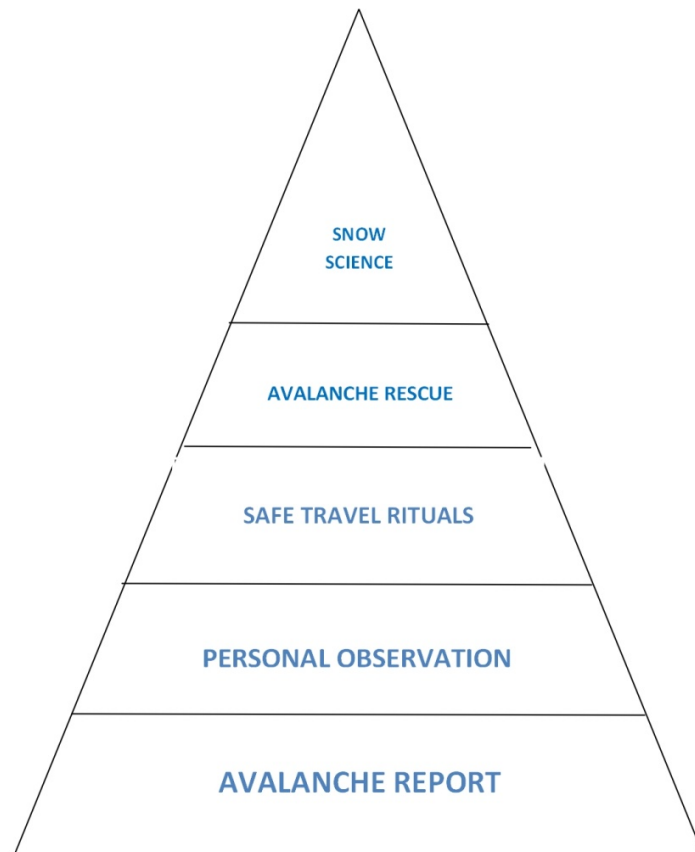 SNOW
SCIENCE
AVALANCHE RESCUE
SAFE TRAVEL RITUALS
PERSONAL OBSERVATION
AVALANCHE REPORT